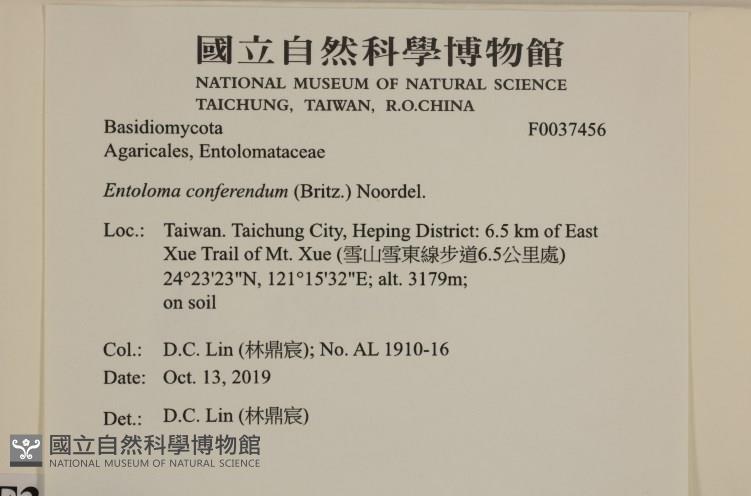 國立自然科學博物館
NATIONAL MUSEUM OF NATURAL SCIENCE
TAICHUNG, TAIWAN, R.O.CHINA
Basidiomycota F0037456
Agaricales, Entolomataceae
Entoloma conferendum (Britz.) Noordel.
Loc.: Taiwan. Taichung City, Heping District: 6.5 km of East
Xue Trail of Mt. Xue (雪山雪東線步道6.5公里處)
24°23'23"N, 121°15'32"E; alt. 3179m;
on soil
Col.: D.C. Lin (林鼎宸); No. AL 1910-16
Date: Oct. 13, 2019
Det.: D.C. Lin (林鼎宸)
國立自然科學博物館
NATIONAL MUSEUM OF NATURAL SCIENCE